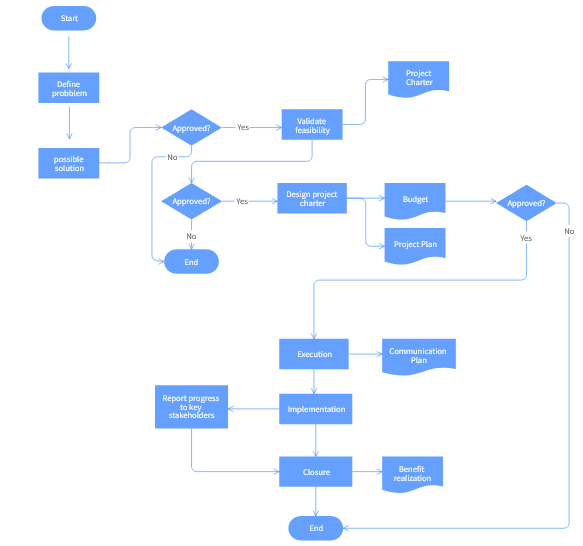 Start
Define
probblem
possible
solution
Approved?
Yes
No
Validate
feasibility
Project
Charter
Approved?
Yes
No
End
Design project
charter
Budget
Project Plan
Approved?
Yes
No
Execution
Communication
Plan
Implementation
Report progress
to key
stakeholders
Closure
Benefit
realization
End